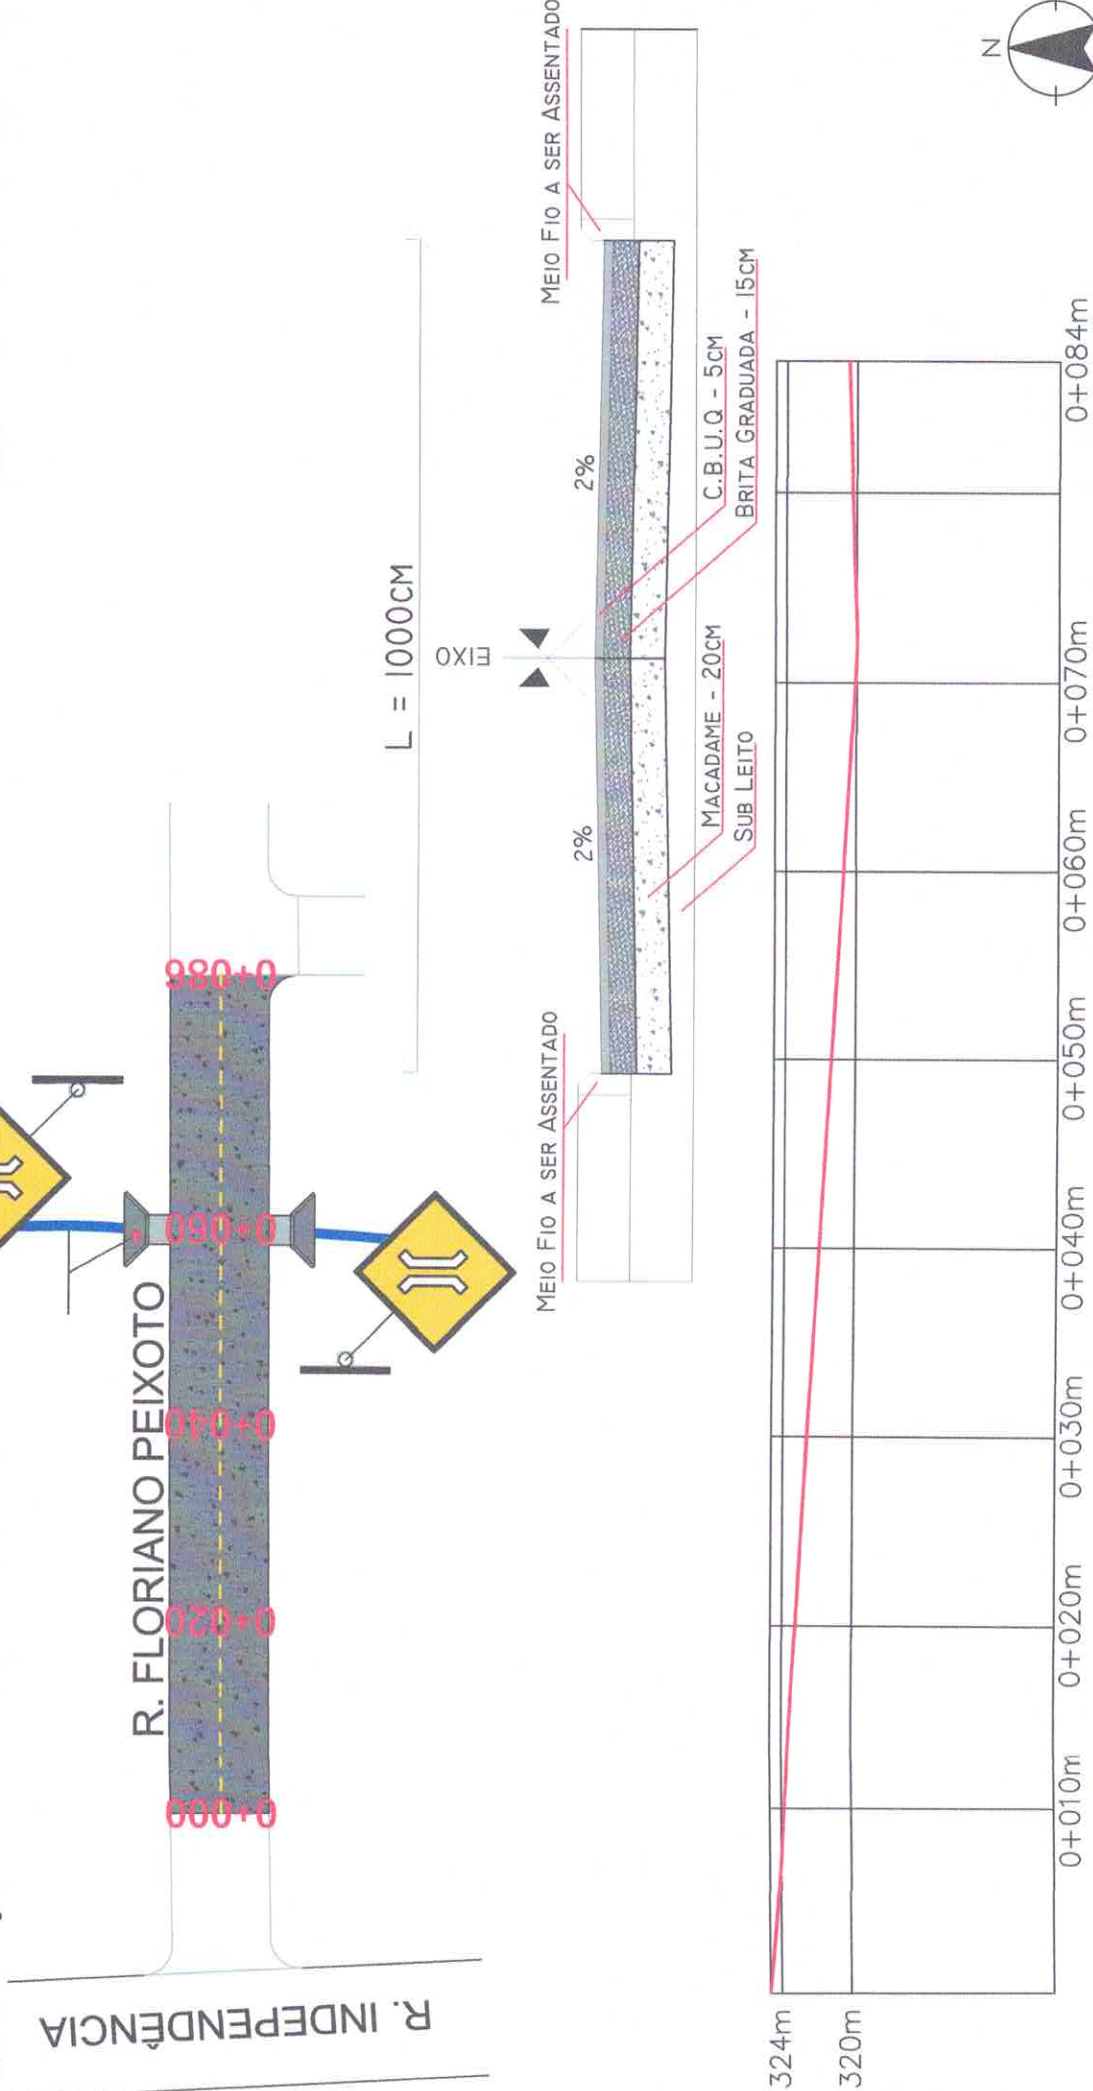 R. INDEPENDÊNCIA
R. FLORIANO PEIXOTO
0+000
0+020
0+040
0+060
0+086
L = 1000CM
EIXO
2%
2%
MEIO FIO A SER ASSENTADO
MEIO FIO A SER ASSENTADO
C.B.U.Q - 5CM
BRITA GRADUADA - 15CM
MACADAME - 20CM
SUB LEITO
N
324m
320m
0+010m
0+020m
0+030m
0+040m
0+050m
0+060m
0+070m
0+084m